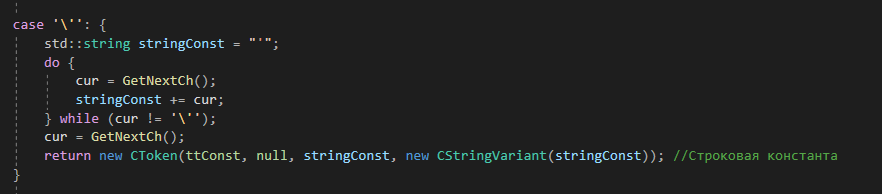 case '\'': {
    std::string stringConst = "'";
    do {
        cur = GetNextCh();
        stringConst += cur;
    } while (cur != '\'');
    cur = GetNextCh();
    return new CToken(ttConst, null, stringConst, new CStringVariant(stringConst)); //Строковая константа
}